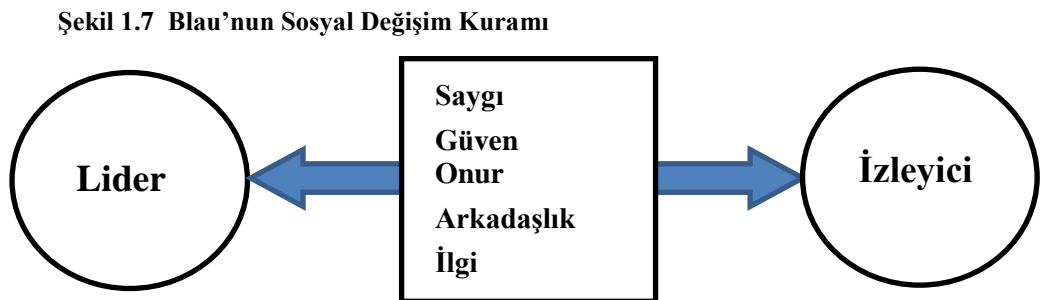 Şekil 1.7 Blau’nun Sosyal Değişim Kuramı
Lider
Saygı
Güven
Onur
Arkadaşlık
İlgi
İzleyici